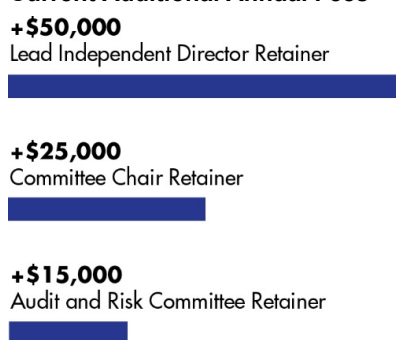 +$50,000
Lead Independent Director Retainer
+$25,000
Committee Chair Retainer
+$15,000
Audit and Risk Committee Retainer